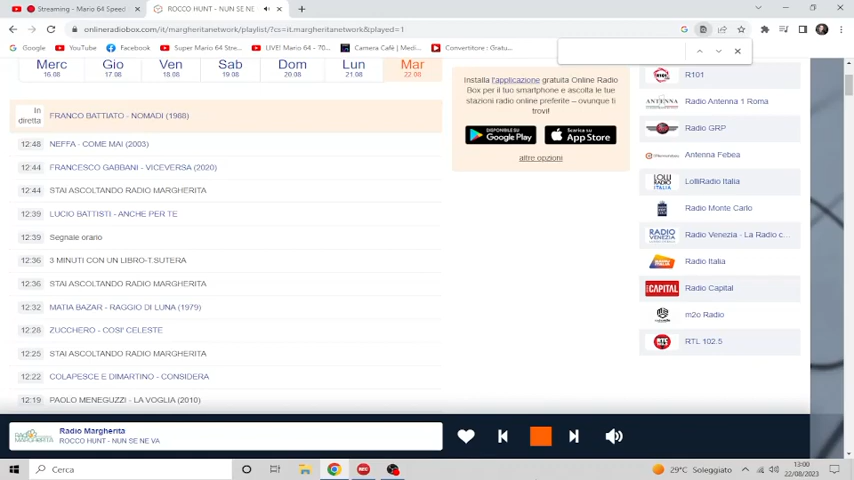 Streaming - Mario 64 Speed
ROCCO HUNT - NUN SE NE
onlineradiobox.com/it/margheritanetwork/playlist/?cs=it.margheritanetwork&played=1
Google
YouTube
Facebook
Super Mario 64 Stre...
LIVE! Mario 64 - 70...
Camera Cafè | Medi...
Convertitore : Gratu...
Merc
16.08
Gio
17.08
Ven
18.08
Sab
19.08
Dom
20.08
Lun
21.08
Mar
22.08
In diretta
FRANCO BATTIATO - NOMADI (1988)
12:48 NEFFA - COME MAI (2003)
12:44 FRANCESCO GABBANI - VICEVERSA (2020)
12:44 STAI ASCOLTANDO RADIO MARGHERITA
12:39 LUCIO BATTISTI - ANCHE PER TE
12:39 Segnale orario
12:36 3 MINUTI CON UN LIBRO-T.SUTERA
12:36 STAI ASCOLTANDO RADIO MARGHERITA
12:32 MATIA BAZAR - RAGGIO DI LUNA (1979)
12:28 ZUCCHERO - COSI' CELESTE
12:25 STAI ASCOLTANDO RADIO MARGHERITA
12:22 COLAPESCE E DIMARTINO - CONSIDERA
12:19 PAOLO MENEGUZZI - LA VOGLIA (2010)
Installa l'applicazione gratuita Online Radio
Box per il tuo smartphone e ascolta le tue
stazioni radio online preferite – ovunque ti
trovi!
DISPONIBILE SU
Google Play
Scarica su
App Store
altre opzioni
R101
Radio Antenna 1 Roma
Radio GRP
Antenna Febea
LolliRadio Italia
Radio Monte Carlo
Radio Venezia - La Radio c...
Radio Italia
Radio Capital
m2o Radio
RTL 102.5
Radio Margherita
ROCCO HUNT - NUN SE NE VA
Cerca
29°C Soleggiato
13:00
22/08/2023